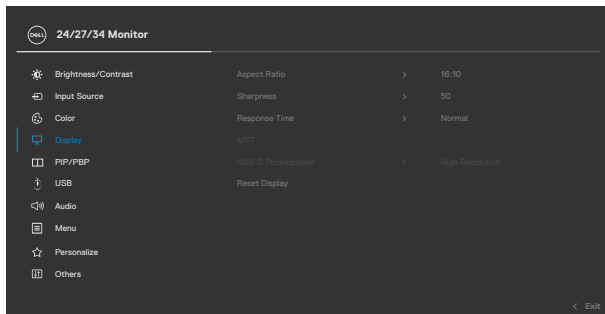 DELL 24/27/34 Monitor
Brightness/Contrast Aspect Ratio > 16:10
Input Source Sharpness > 50
Color Response Time > Normal
Display MST
PIP/PBP USB-C Prioritization > High Resolution
USB Reset Display
Audio
Menu
Personalize
Others
< Exit